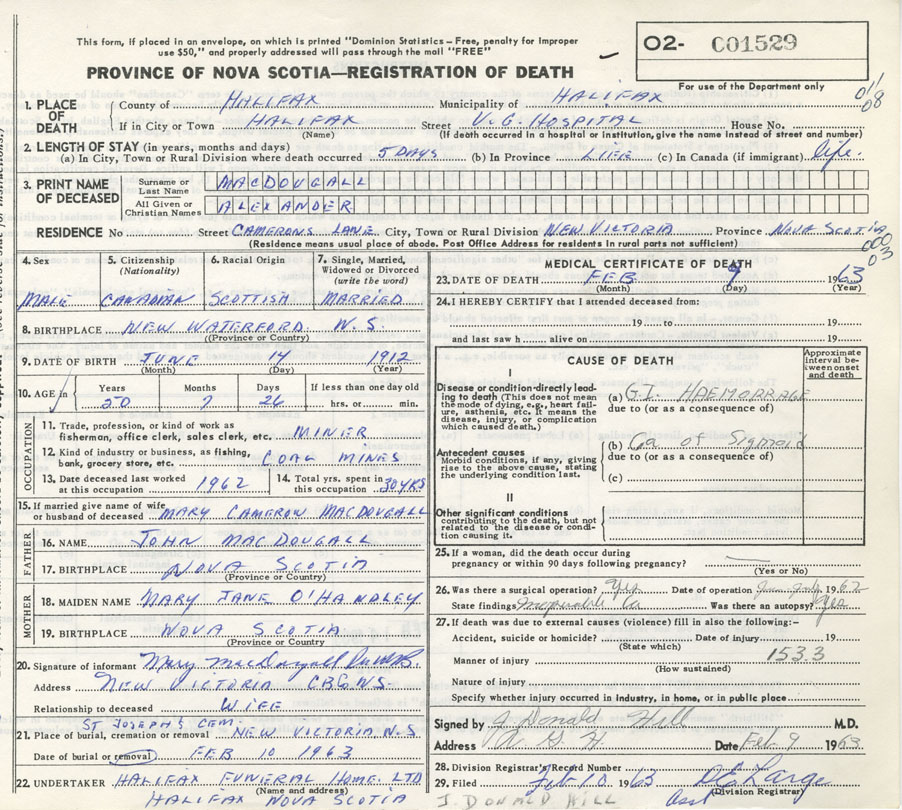 This form, if placed in an envelope, on which is printed "Dominion Statistics – Free, penalty for improper
use $50," and properly addressed will pass through the mail "FREE"
O2- C01529
For use of the Department only
PROVINCE OF NOVA SCOTIA—REGISTRATION OF DEATH
1. PLACE OF DEATH
County of HALIFAX Municipality of HALIFAX
If in City or Town HALIFAX Street V. G. HOSPITAL House No.
(Name) (If death occurred in a hospital or institution, give name instead of street and number)
2. LENGTH OF STAY (in years, months and days)
(a) In City, Town or Rural Division where death occurred 5 DAYS (b) In Province LIFE (c) In Canada (if immigrant) life.
3. PRINT NAME OF DECEASED
Surname or Last Name MACDOUGALL
All Given or Christian Names ALEXANDER
RESIDENCE No Street CAMERONS LANE City, Town or Rural Division NEW VICTORIA Province NOVA SCOTIA
(Residence means usual place of abode. Post Office Address for residents in rural parts not sufficient)
4. Sex MALE
5. Citizenship (Nationality) CANADIAN
6. Racial Origin SCOTTISH
7. Single, Married, Widowed or Divorced (write the word) MARRIED
8. BIRTHPLACE NEW WATERFORD N. S.
(Province or Country)
9. DATE OF BIRTH JUNE 14 1912
(Month) (Day) (Year)
10. AGE in Years 50 Months 7 Days 26 If less than one day old hrs. or min.
OCCUPATION
11. Trade, profession, or kind of work as fisherman, office clerk, sales clerk, etc. MINER
12. Kind of industry or business, as fishing, bank, grocery store, etc. COAL MINES
13. Date deceased last worked at this occupation 1962
14. Total yrs. spent in this occupation 30 YRS
15. If married give name of wife or husband of deceased MARY CAMERON MACDOUGALL
FATHER
16. NAME JOHN MACDOUGALL
17. BIRTHPLACE NOVA SCOTIA
(Province or Country)
MOTHER
18. MAIDEN NAME MARY JANE O'HANDLEY
19. BIRTHPLACE NOVA SCOTIA
(Province or Country)
20. Signature of informant Mary MacDougall
Address NEW VICTORIA CB NS.
Relationship to deceased WIFE
ST JOSEPH'S CEM.
21. Place of burial, cremation or removal NEW VICTORIA N.S
Date of burial or removal FEB 10 1963
22. UNDERTAKER HALIFAX FUNERAL HOME. LTD
(Name and address)
HALIFAX NOVA SCOTIA
MEDICAL CERTIFICATE OF DEATH
23. DATE OF DEATH FEB 9 1963
(Month) (Day) (Year)
24. I HEREBY CERTIFY that I attended deceased from:
19 to 19
and last saw h alive on 19
CAUSE OF DEATH
Approximate interval between onset and death
I
Disease or condition directly leading to death (This does not mean the mode of dying, e.g., heart failure, asthenia, etc. It means the disease, injury, or complication which caused death.)
(a) G.I. HAEMORRAGE
due to (or as a consequence of)
Antecedent causes
Morbid conditions, if any, giving rise to the above cause, stating the underlying condition last.
(b) Ca of Sigmoid
due to (or as a consequence of)
(c)
II
Other significant conditions
contributing to the death, but not related to the disease or condition causing it.
25. If a woman, did the death occur during pregnancy or within 90 days following pregnancy?
(Yes or No)
26. Was there a surgical operation? Yes Date of operation 1962
State findings Was there an autopsy? Yes
27. If death was due to external causes (violence) fill in also the following:-
Accident, suicide or homicide? Date of injury 19
(State which)
153.3
Manner of injury
(How sustained)
Nature of injury
Specify whether injury occurred in industry, in home, or in public place
Signed by J Donald Hill M.D.
Address V G H Date Feb 9 1963
28. Division Registrar's Record Number
29. Filed Feb 10 1963
(Division Registrar)
J. DONALD HILL